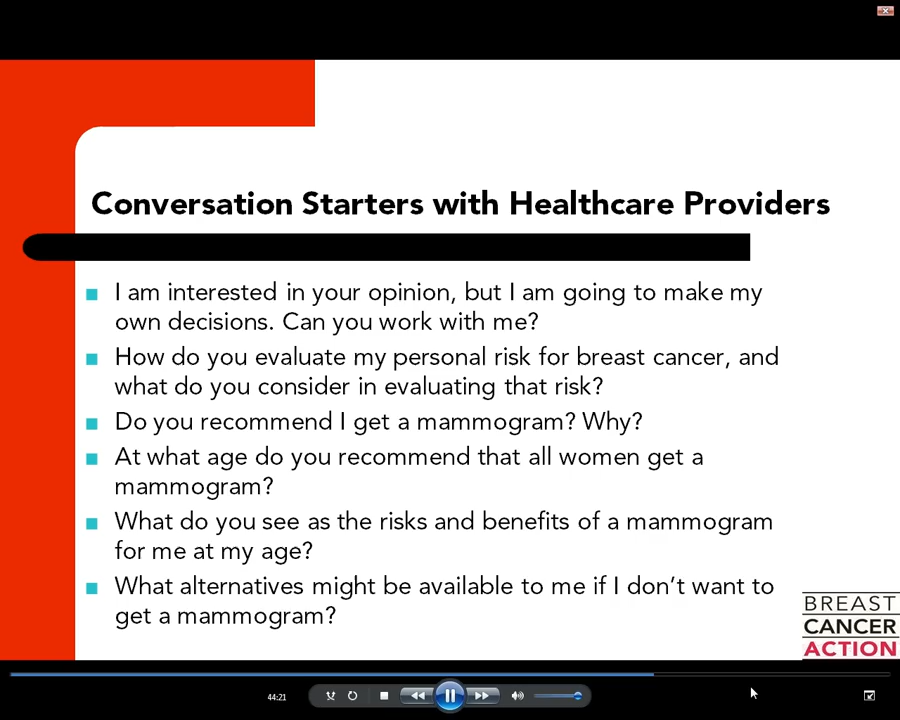 Conversation Starters with Healthcare Providers
I am interested in your opinion, but I am going to make my
own decisions. Can you work with me?
How do you evaluate my personal risk for breast cancer, and
what do you consider in evaluating that risk?
Do you recommend I get a mammogram? Why?
At what age do you recommend that all women get a
mammogram?
What do you see as the risks and benefits of a mammogram
for me at my age?
What alternatives might be available to me if I don't want to
get a mammogram?
BREAST
CANCER
ACTION
44:21